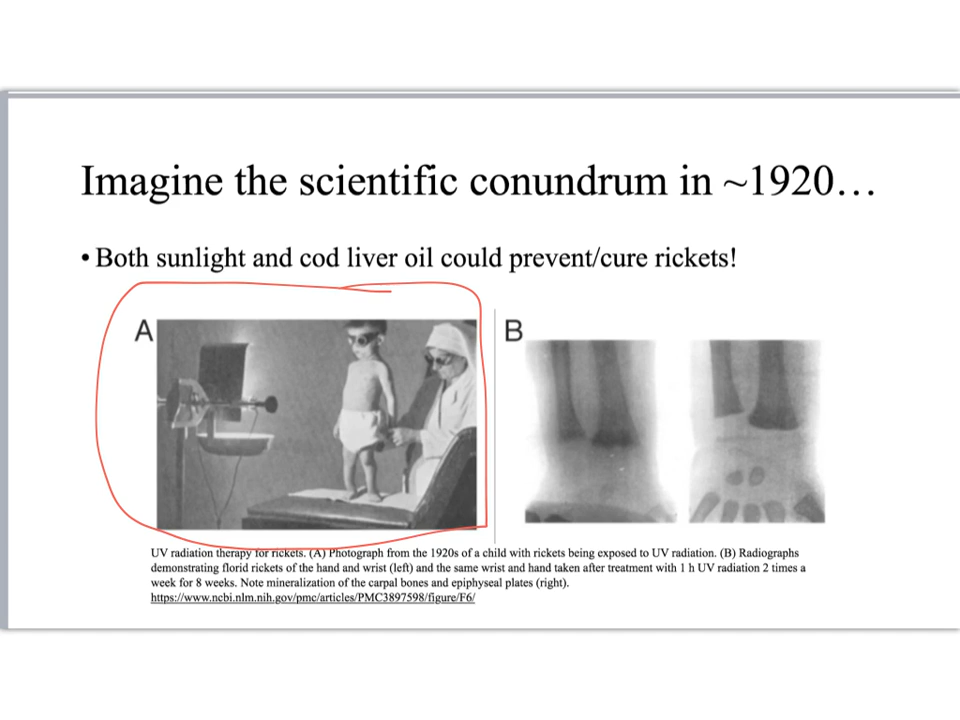 Imagine the scientific conundrum in ~1920…
• Both sunlight and cod liver oil could prevent/cure rickets!
A
B
UV radiation therapy for rickets. (A) Photograph from the 1920s of a child with rickets being exposed to UV radiation. (B) Radiographs
demonstrating florid rickets of the hand and wrist (left) and the same wrist and hand taken after treatment with 1 h UV radiation 2 times a
week for 8 weeks. Note mineralization of the carpal bones and epiphyseal plates (right).
https://www.ncbi.nlm.nih.gov/pmc/articles/PMC3897598/figure/F6/